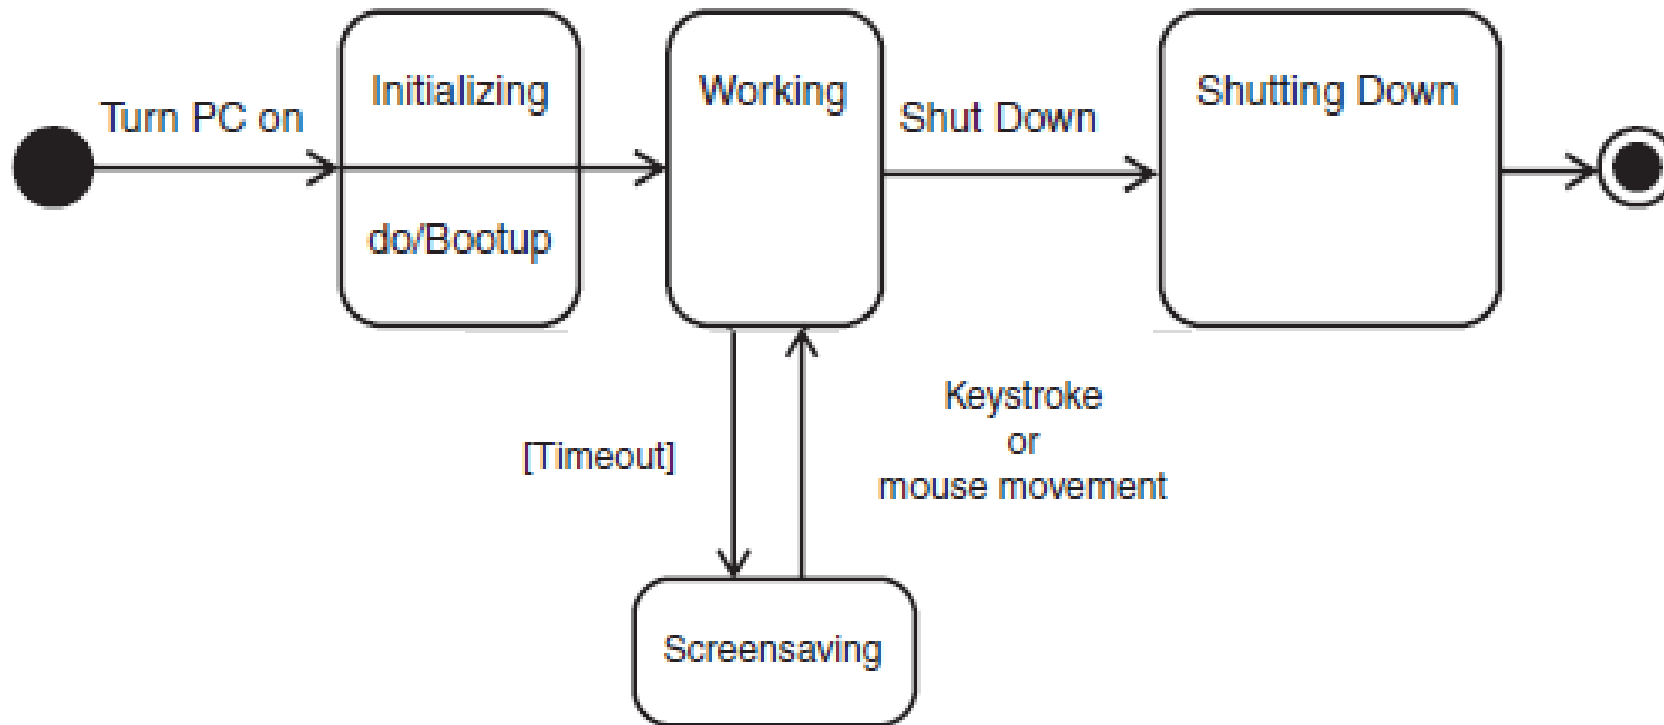 Turn PC on
Initializing
do/Bootup
Working
Shut Down
Shutting Down
[Timeout]
Keystroke
or
mouse movement
Screensaving